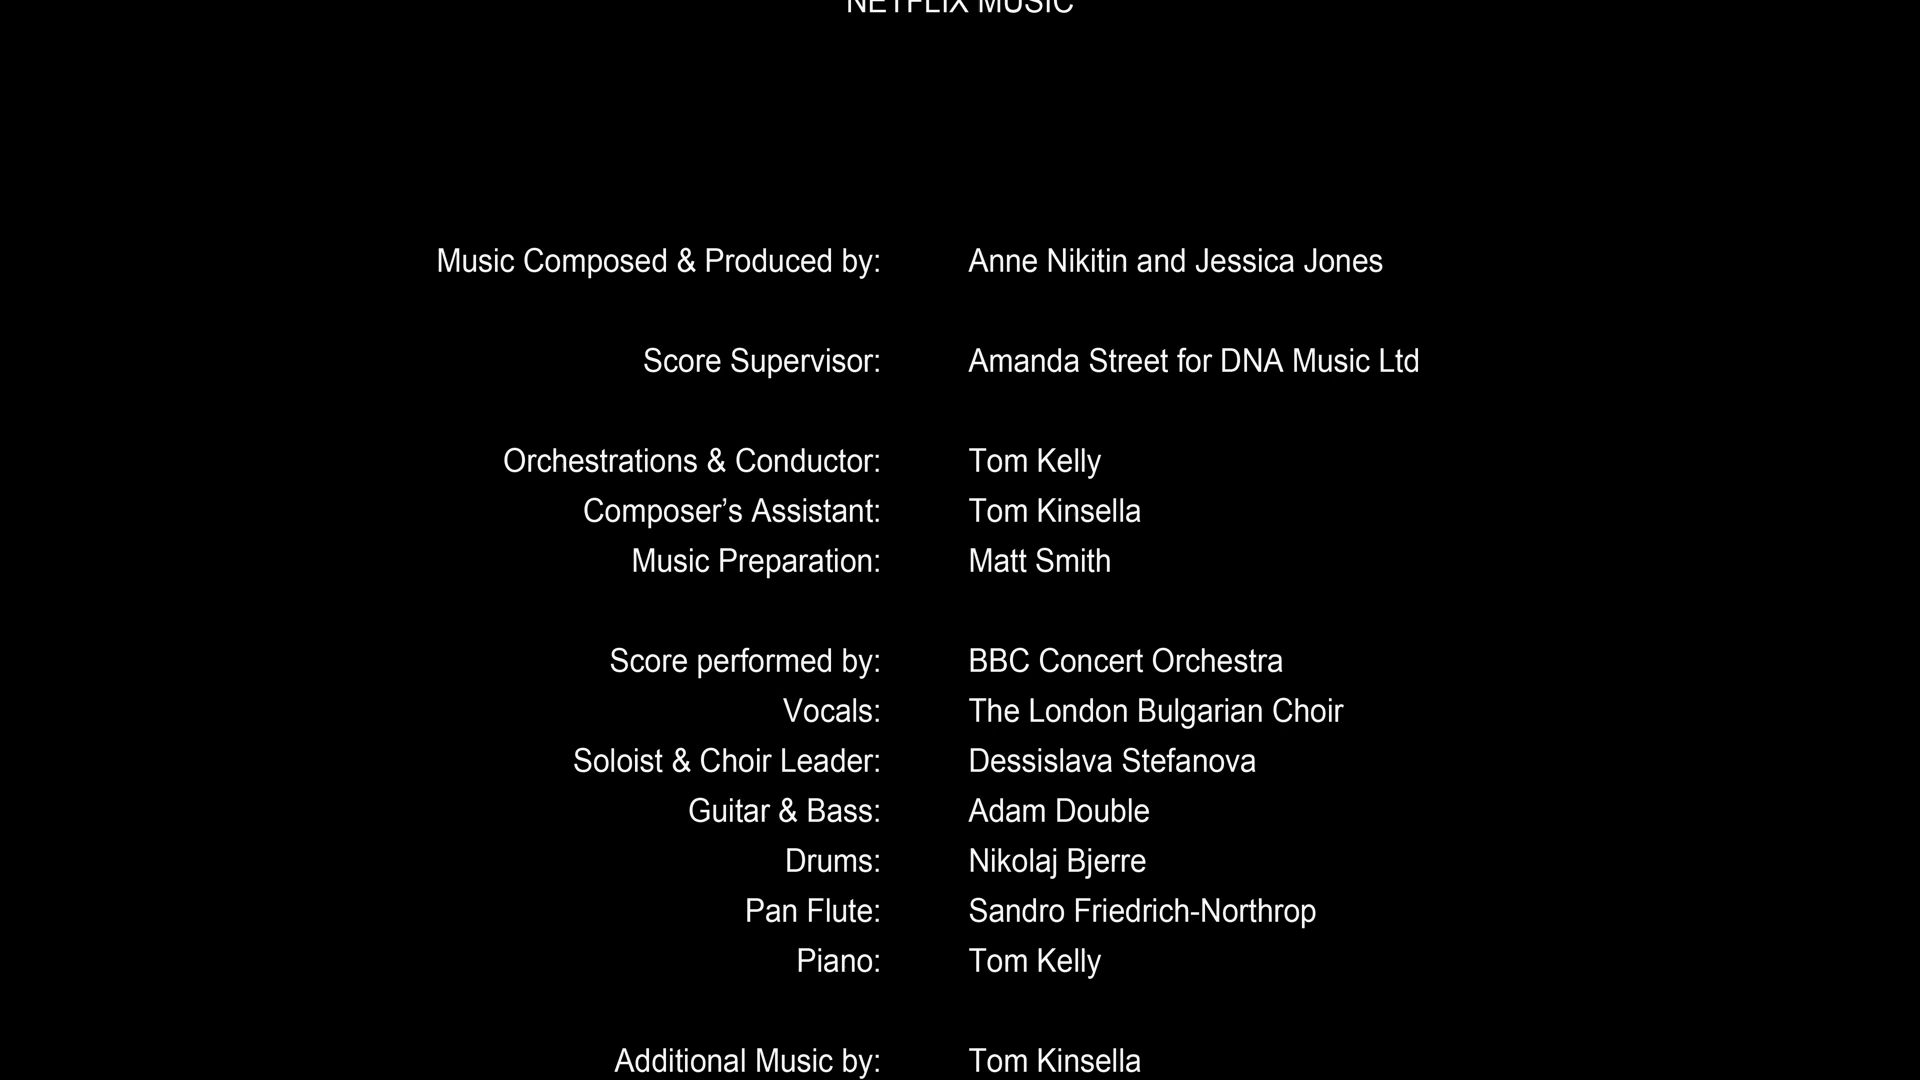 NETFLIX MUSIC
Music Composed & Produced by: Anne Nikitin and Jessica Jones
Score Supervisor: Amanda Street for DNA Music Ltd
Orchestrations & Conductor: Tom Kelly
Composer’s Assistant: Tom Kinsella
Music Preparation: Matt Smith
Score performed by: BBC Concert Orchestra
Vocals: The London Bulgarian Choir
Soloist & Choir Leader: Dessislava Stefanova
Guitar & Bass: Adam Double
Drums: Nikolaj Bjerre
Pan Flute: Sandro Friedrich-Northrop
Piano: Tom Kelly
Additional Music by: Tom Kinsella